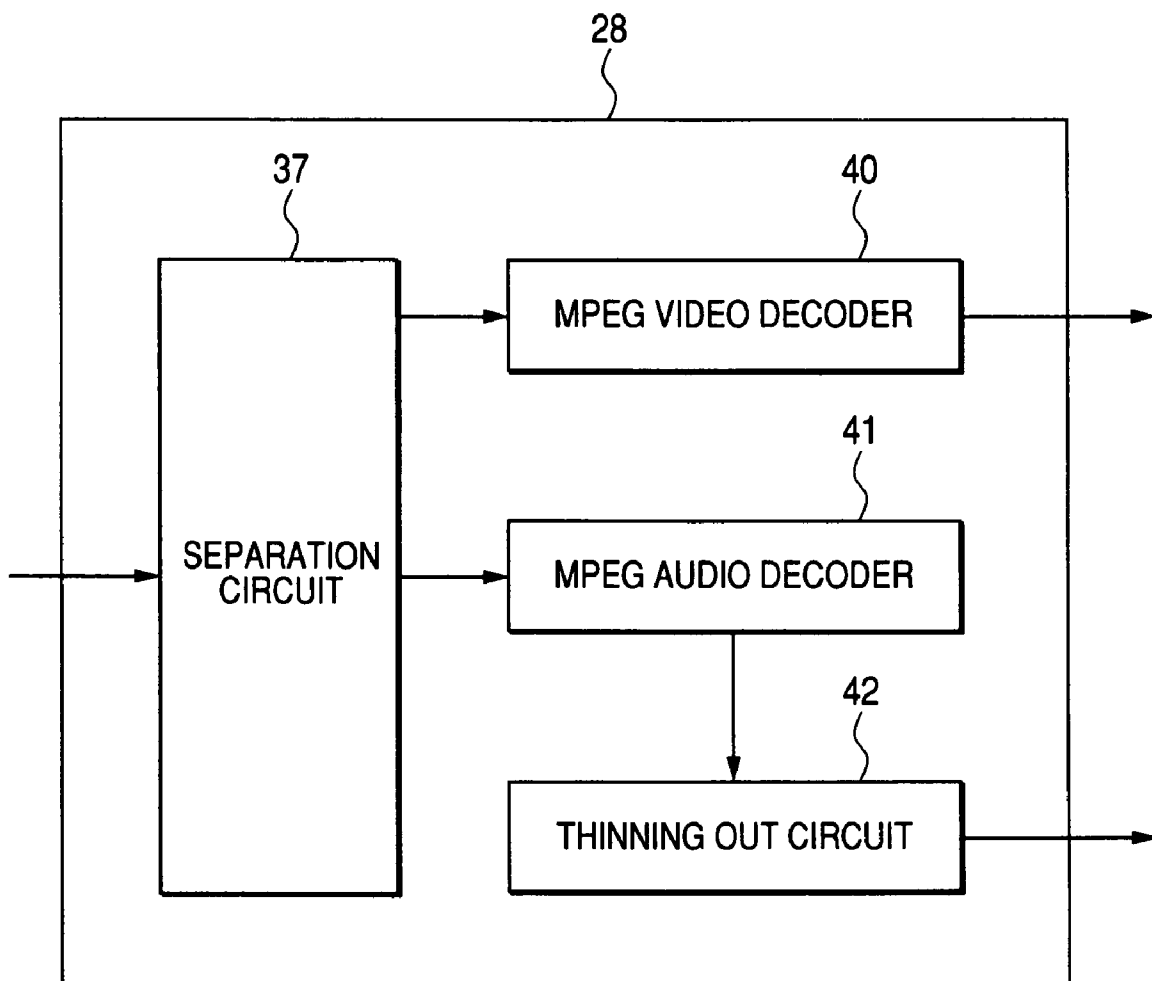 28
37
40
MPEG VIDEO DECODER
41
SEPARATION
CIRCUIT
MPEG AUDIO DECODER
42
THINNING OUT CIRCUIT